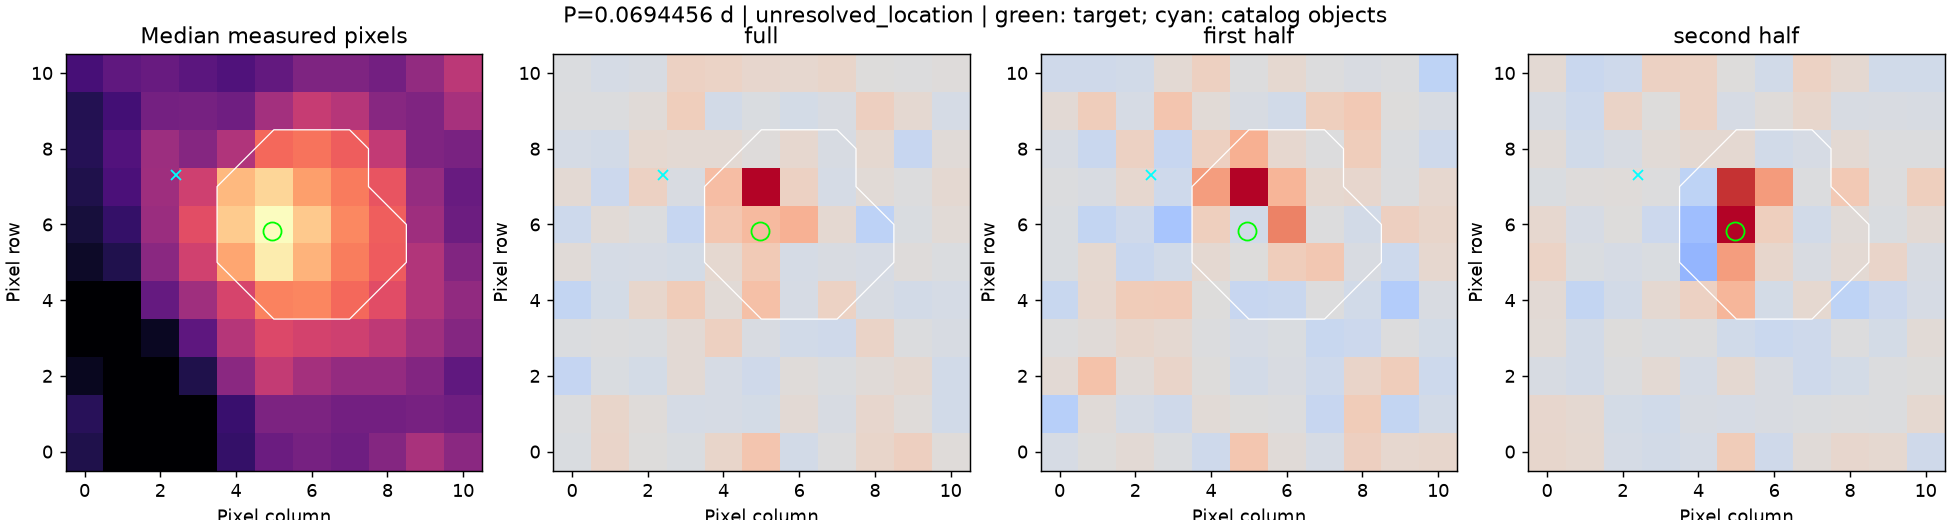 P=0.0694456 d | unresolved_location | green: target; cyan: catalog objects
Median measured pixels
full
first half
second half
Pixel row
10
8
6
4
2
0
0 2 4 6 8 10
Pixel column
Pixel row
10
8
6
4
2
0
0 2 4 6 8 10
Pixel column
Pixel row
10
8
6
4
2
0
0 2 4 6 8 10
Pixel column
Pixel row
10
8
6
4
2
0
0 2 4 6 8 10
Pixel column